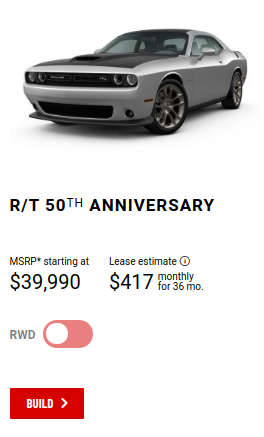 R/T 50TH ANNIVERSARY
MSRP* starting at
$39,990
Lease estimate ⓘ
$417 monthly
for 36 mo.
RWD
BUILD >